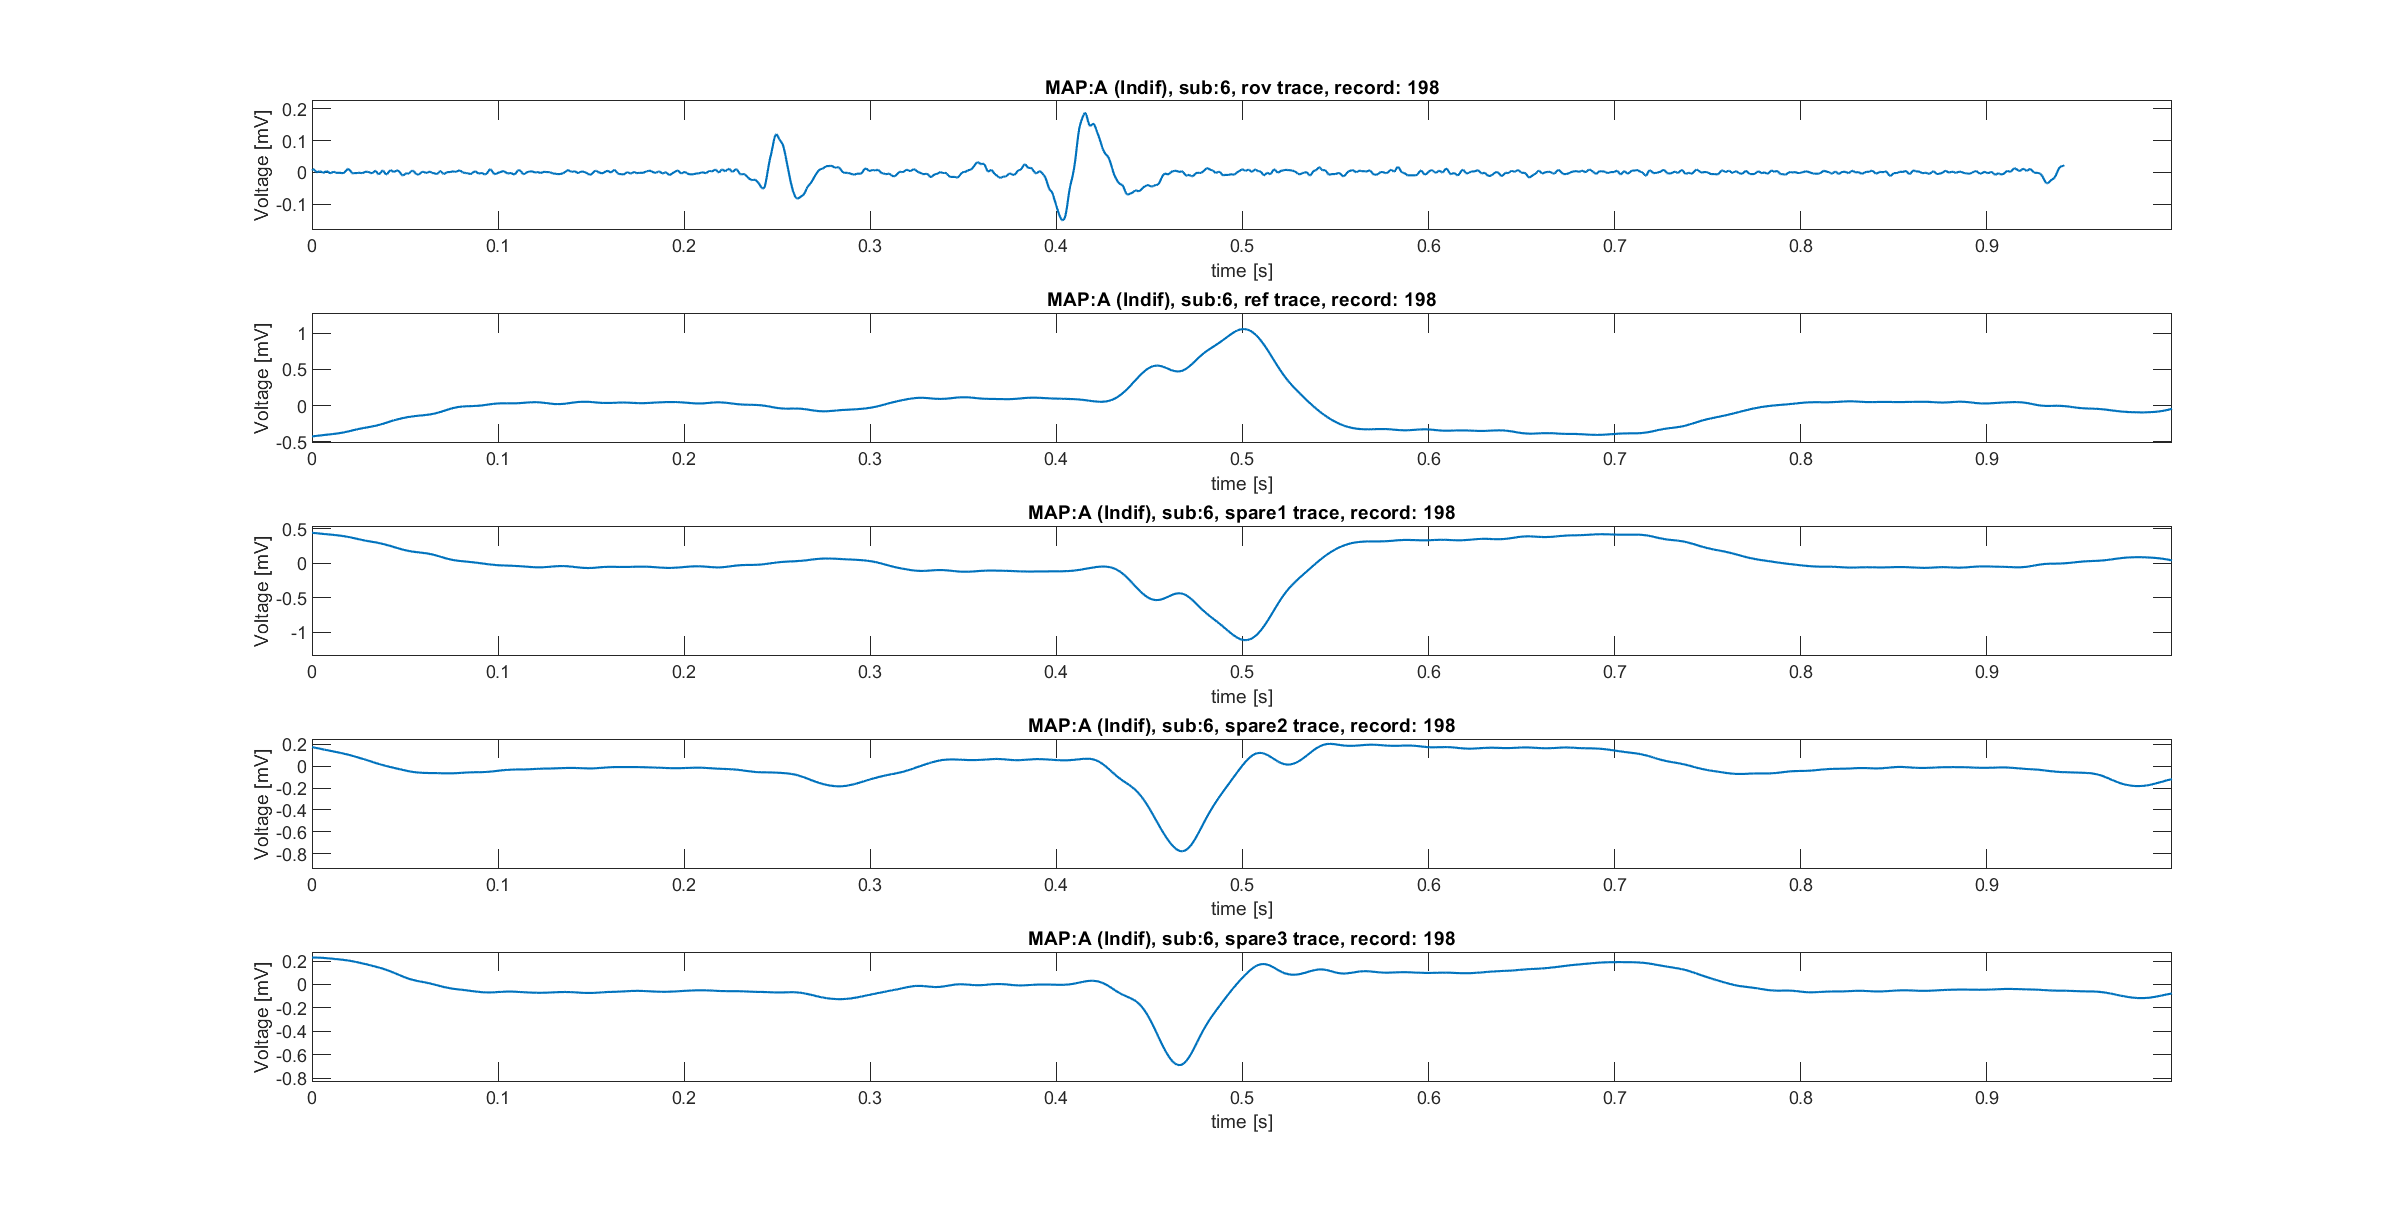 MAP:A (Indif), sub:6, rov trace, record: 198
Voltage [mV]
0.2
0.1
0
-0.1
0 0.1 0.2 0.3 0.4 0.5 0.6 0.7 0.8 0.9
time [s]
MAP:A (Indif), sub:6, ref trace, record: 198
Voltage [mV]
1
0.5
0
-0.5
0 0.1 0.2 0.3 0.4 0.5 0.6 0.7 0.8 0.9
time [s]
MAP:A (Indif), sub:6, spare1 trace, record: 198
Voltage [mV]
0.5
0
-0.5
-1
0 0.1 0.2 0.3 0.4 0.5 0.6 0.7 0.8 0.9
time [s]
MAP:A (Indif), sub:6, spare2 trace, record: 198
Voltage [mV]
0.2
0
-0.2
-0.4
-0.6
-0.8
0 0.1 0.2 0.3 0.4 0.5 0.6 0.7 0.8 0.9
time [s]
MAP:A (Indif), sub:6, spare3 trace, record: 198
Voltage [mV]
0.2
0
-0.2
-0.4
-0.6
-0.8
0 0.1 0.2 0.3 0.4 0.5 0.6 0.7 0.8 0.9
time [s]